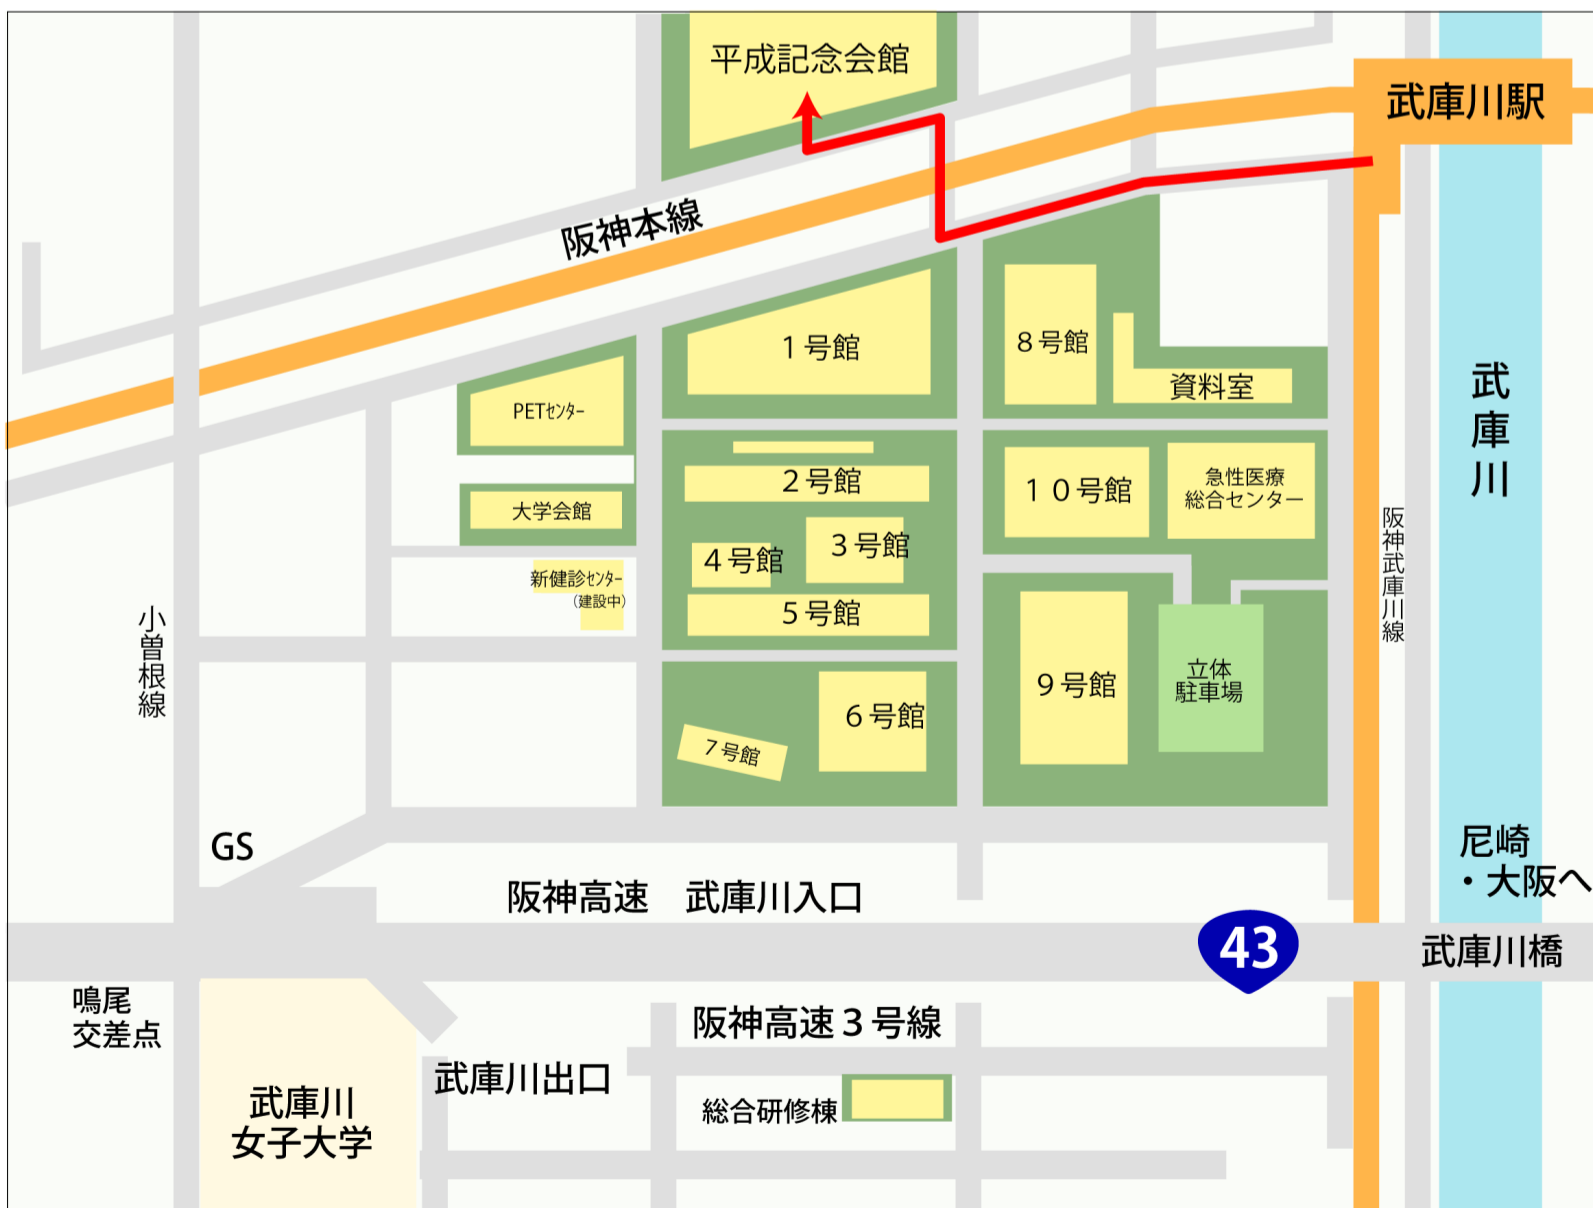 平成記念会館
武庫川駅
阪神本線
1号館
8号館
資料室
PETセンター
2号館
10号館
急性医療
総合センター
大学会館
3号館
4号館
新健診センター
(建設中)
5号館
武庫川
阪神武庫川線
小曽根線
9号館
立体
駐車場
6号館
7号館
GS
阪神高速 武庫川入口
尼崎
・大阪へ
43
武庫川橋
鳴尾
交差点
阪神高速3号線
武庫川出口
総合研修棟
武庫川
女子大学